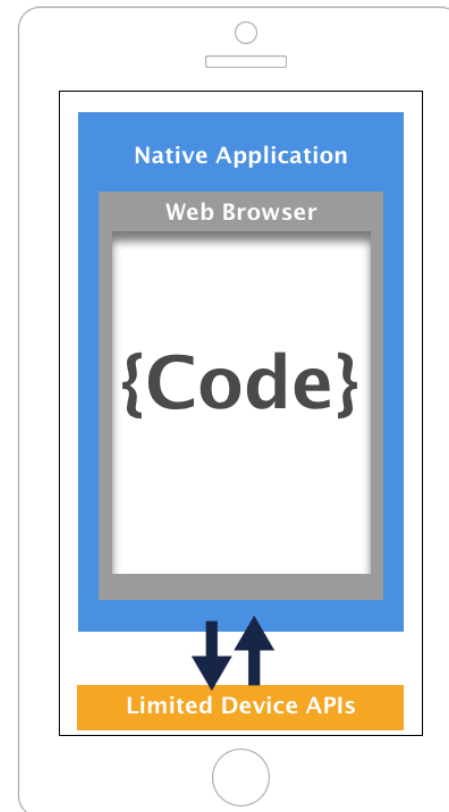 Native Application
Web Browser
{Code}
Limited Device APIs